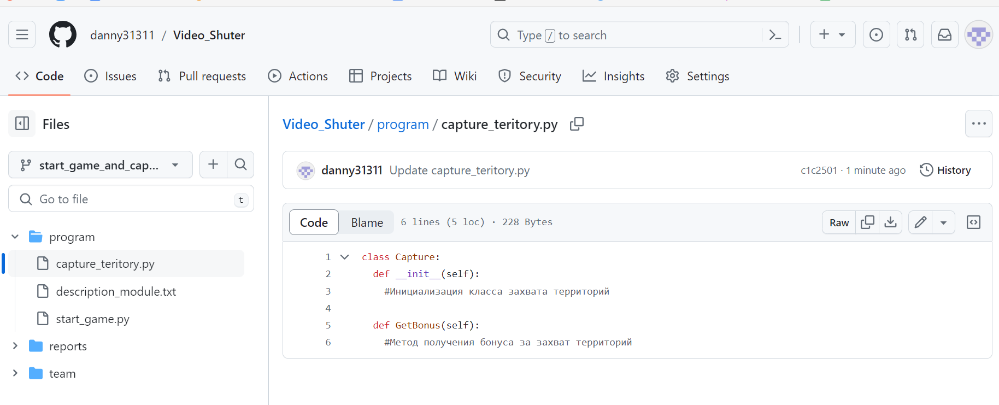 danny31311 / Video_Shuter
Type / to search
Code Issues Pull requests Actions Projects Wiki Security Insights Settings
Files
start_game_and_cap...
Go to file t
program
capture_teritory.py
description_module.txt
start_game.py
reports
team
Video_Shuter / program / capture_teritory.py
danny31311 Update capture_teritory.py c1c2501 · 1 minute ago History
Code Blame 6 lines (5 loc) · 228 Bytes Raw
1 class Capture:
2 def __init__(self):
3 #Инициализация класса захвата территорий
4
5 def GetBonus(self):
6 #Метод получения бонуса за захват территорий